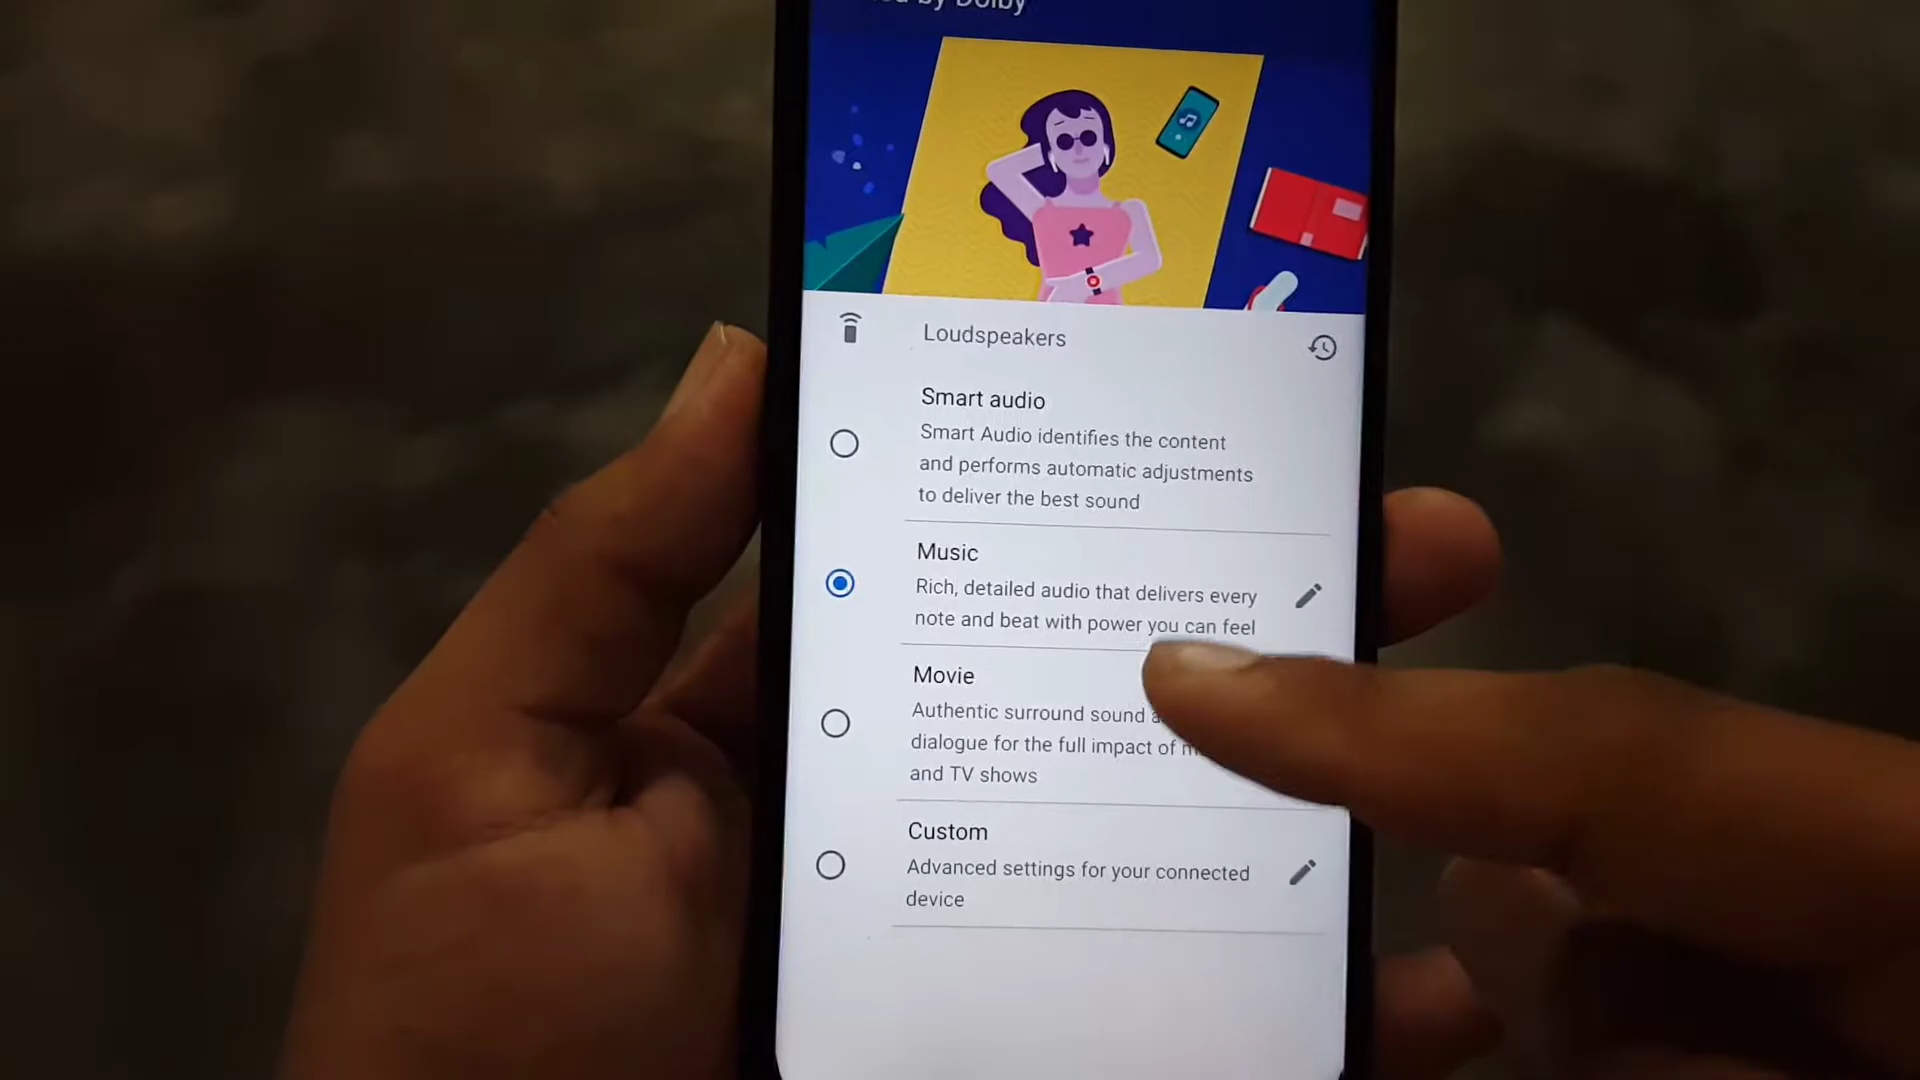 by Dolby
Loudspeakers
Smart audio
Smart Audio identifies the content
and performs automatic adjustments
to deliver the best sound
Music
Rich, detailed audio that delivers every
note and beat with power you can feel
Movie
Authentic surround sound
dialogue for the full impact of
and TV shows
Custom
Advanced settings for your connected
device